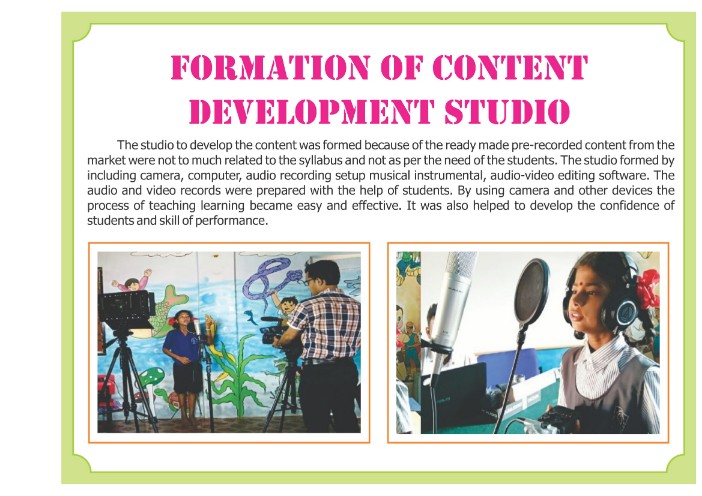 FORMATION OF CONTENT
DEVELOPMENT STUDIO
The studio to develop the content was formed because of the ready made pre-recorded content from the
market were not to much related to the syllabus and not as per the need of the students. The studio formed by
including camera, computer, audio recording setup musical instrumental, audio-video editing software. The
audio and video records were prepared with the help of students. By using camera and other devices the
process of teaching learning became easy and effective. It was also helped to develop the confidence of
students and skill of performance.